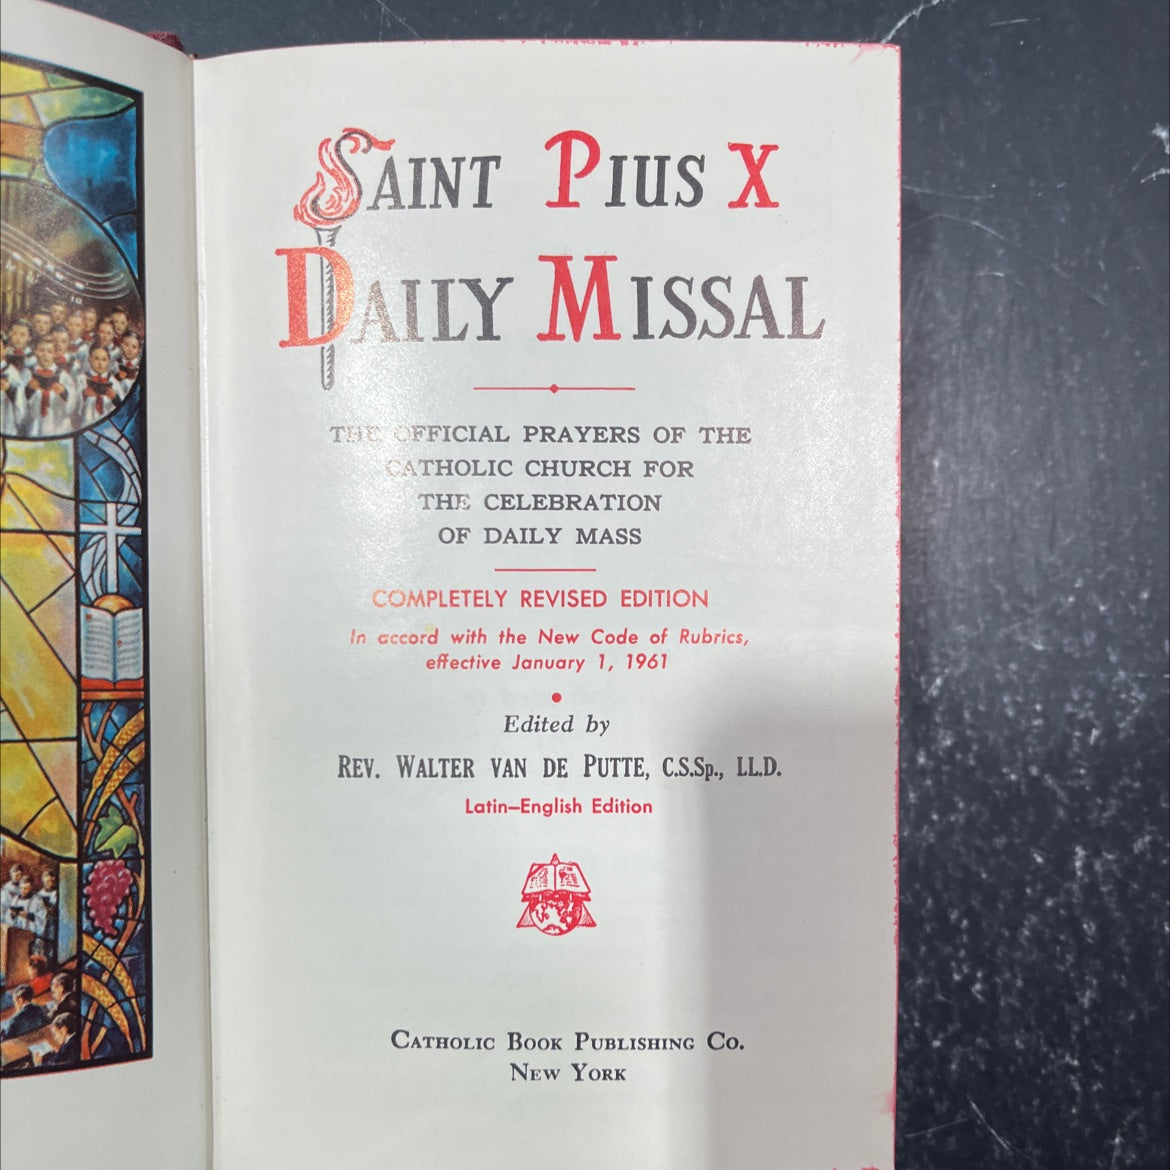 SAINT PIUS X
DAILY MISSAL
THE OFFICIAL PRAYERS OF THE
CATHOLIC CHURCH FOR
THE CELEBRATION
OF DAILY MASS
COMPLETELY REVISED EDITION
In accord with the New Code of Rubrics,
effective January 1, 1961
Edited by
REV. WALTER VAN DE PUTTE, C.S.Sp., LL.D.
Latin–English Edition
CATHOLIC BOOK PUBLISHING CO.
NEW YORK